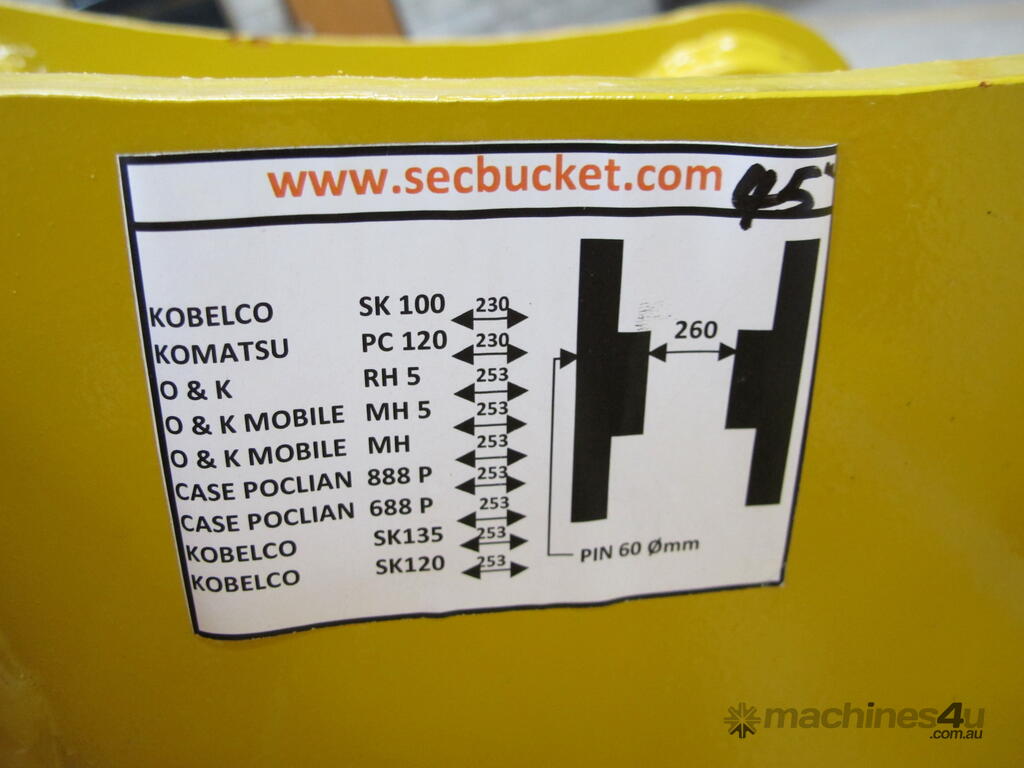 www.secbucket.com 45"
KOBELCO SK 100 230
KOMATSU PC 120 230
O & K RH 5 253
O & K MOBILE MH 5 253
O & K MOBILE MH 253
CASE POCLIAN 888 P 253
CASE POCLIAN 688 P 253
KOBELCO SK135 253
KOBELCO SK120 253
260
PIN 60 Ømm
machines4u
.com.au